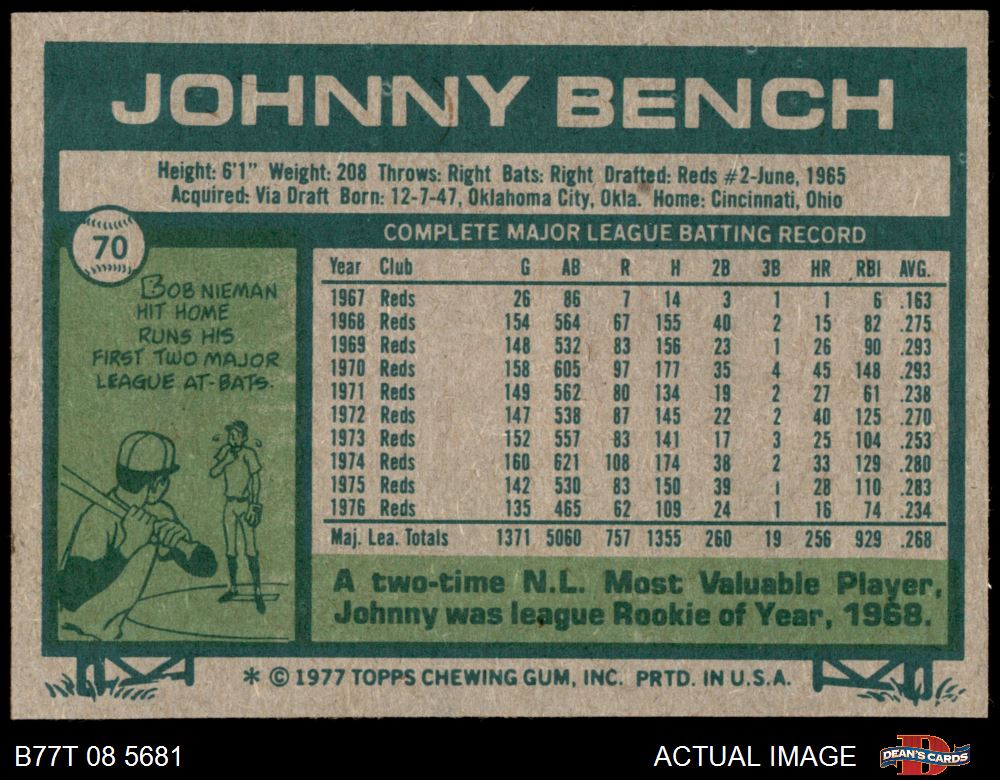 JOHNNY BENCH
Height: 6'1" Weight: 208 Throws: Right Bats: Right Drafted: Reds #2-June, 1965
Acquired: Via Draft Born: 12-7-47, Oklahoma City, Okla. Home: Cincinnati, Ohio
70
BOB NIEMAN
HIT HOME
RUNS HIS
FIRST TWO MAJOR
LEAGUE AT-BATS.
COMPLETE MAJOR LEAGUE BATTING RECORD
Year Club G AB R H 2B 3B HR RBI AVG.
1967 Reds 26 86 7 14 3 1 1 6 .163
1968 Reds 154 564 67 155 40 2 15 82 .275
1969 Reds 148 532 83 156 23 1 26 90 .293
1970 Reds 158 605 97 177 35 4 45 148 .293
1971 Reds 149 562 80 134 19 2 27 61 .238
1972 Reds 147 538 87 145 22 2 40 125 .270
1973 Reds 152 557 83 141 17 3 25 104 .253
1974 Reds 160 621 108 174 38 2 33 129 .280
1975 Reds 142 530 83 150 39 1 28 110 .283
1976 Reds 135 465 62 109 24 1 16 74 .234
Maj. Lea. Totals 1371 5060 757 1355 260 19 256 929 .268
A two-time N.L. Most Valuable Player,
Johnny was league Rookie of Year, 1968.
* © 1977 TOPPS CHEWING GUM, INC. PRTD. IN U.S.A.
B77T 08 5681
ACTUAL IMAGE
D
DEAN'S CARDS